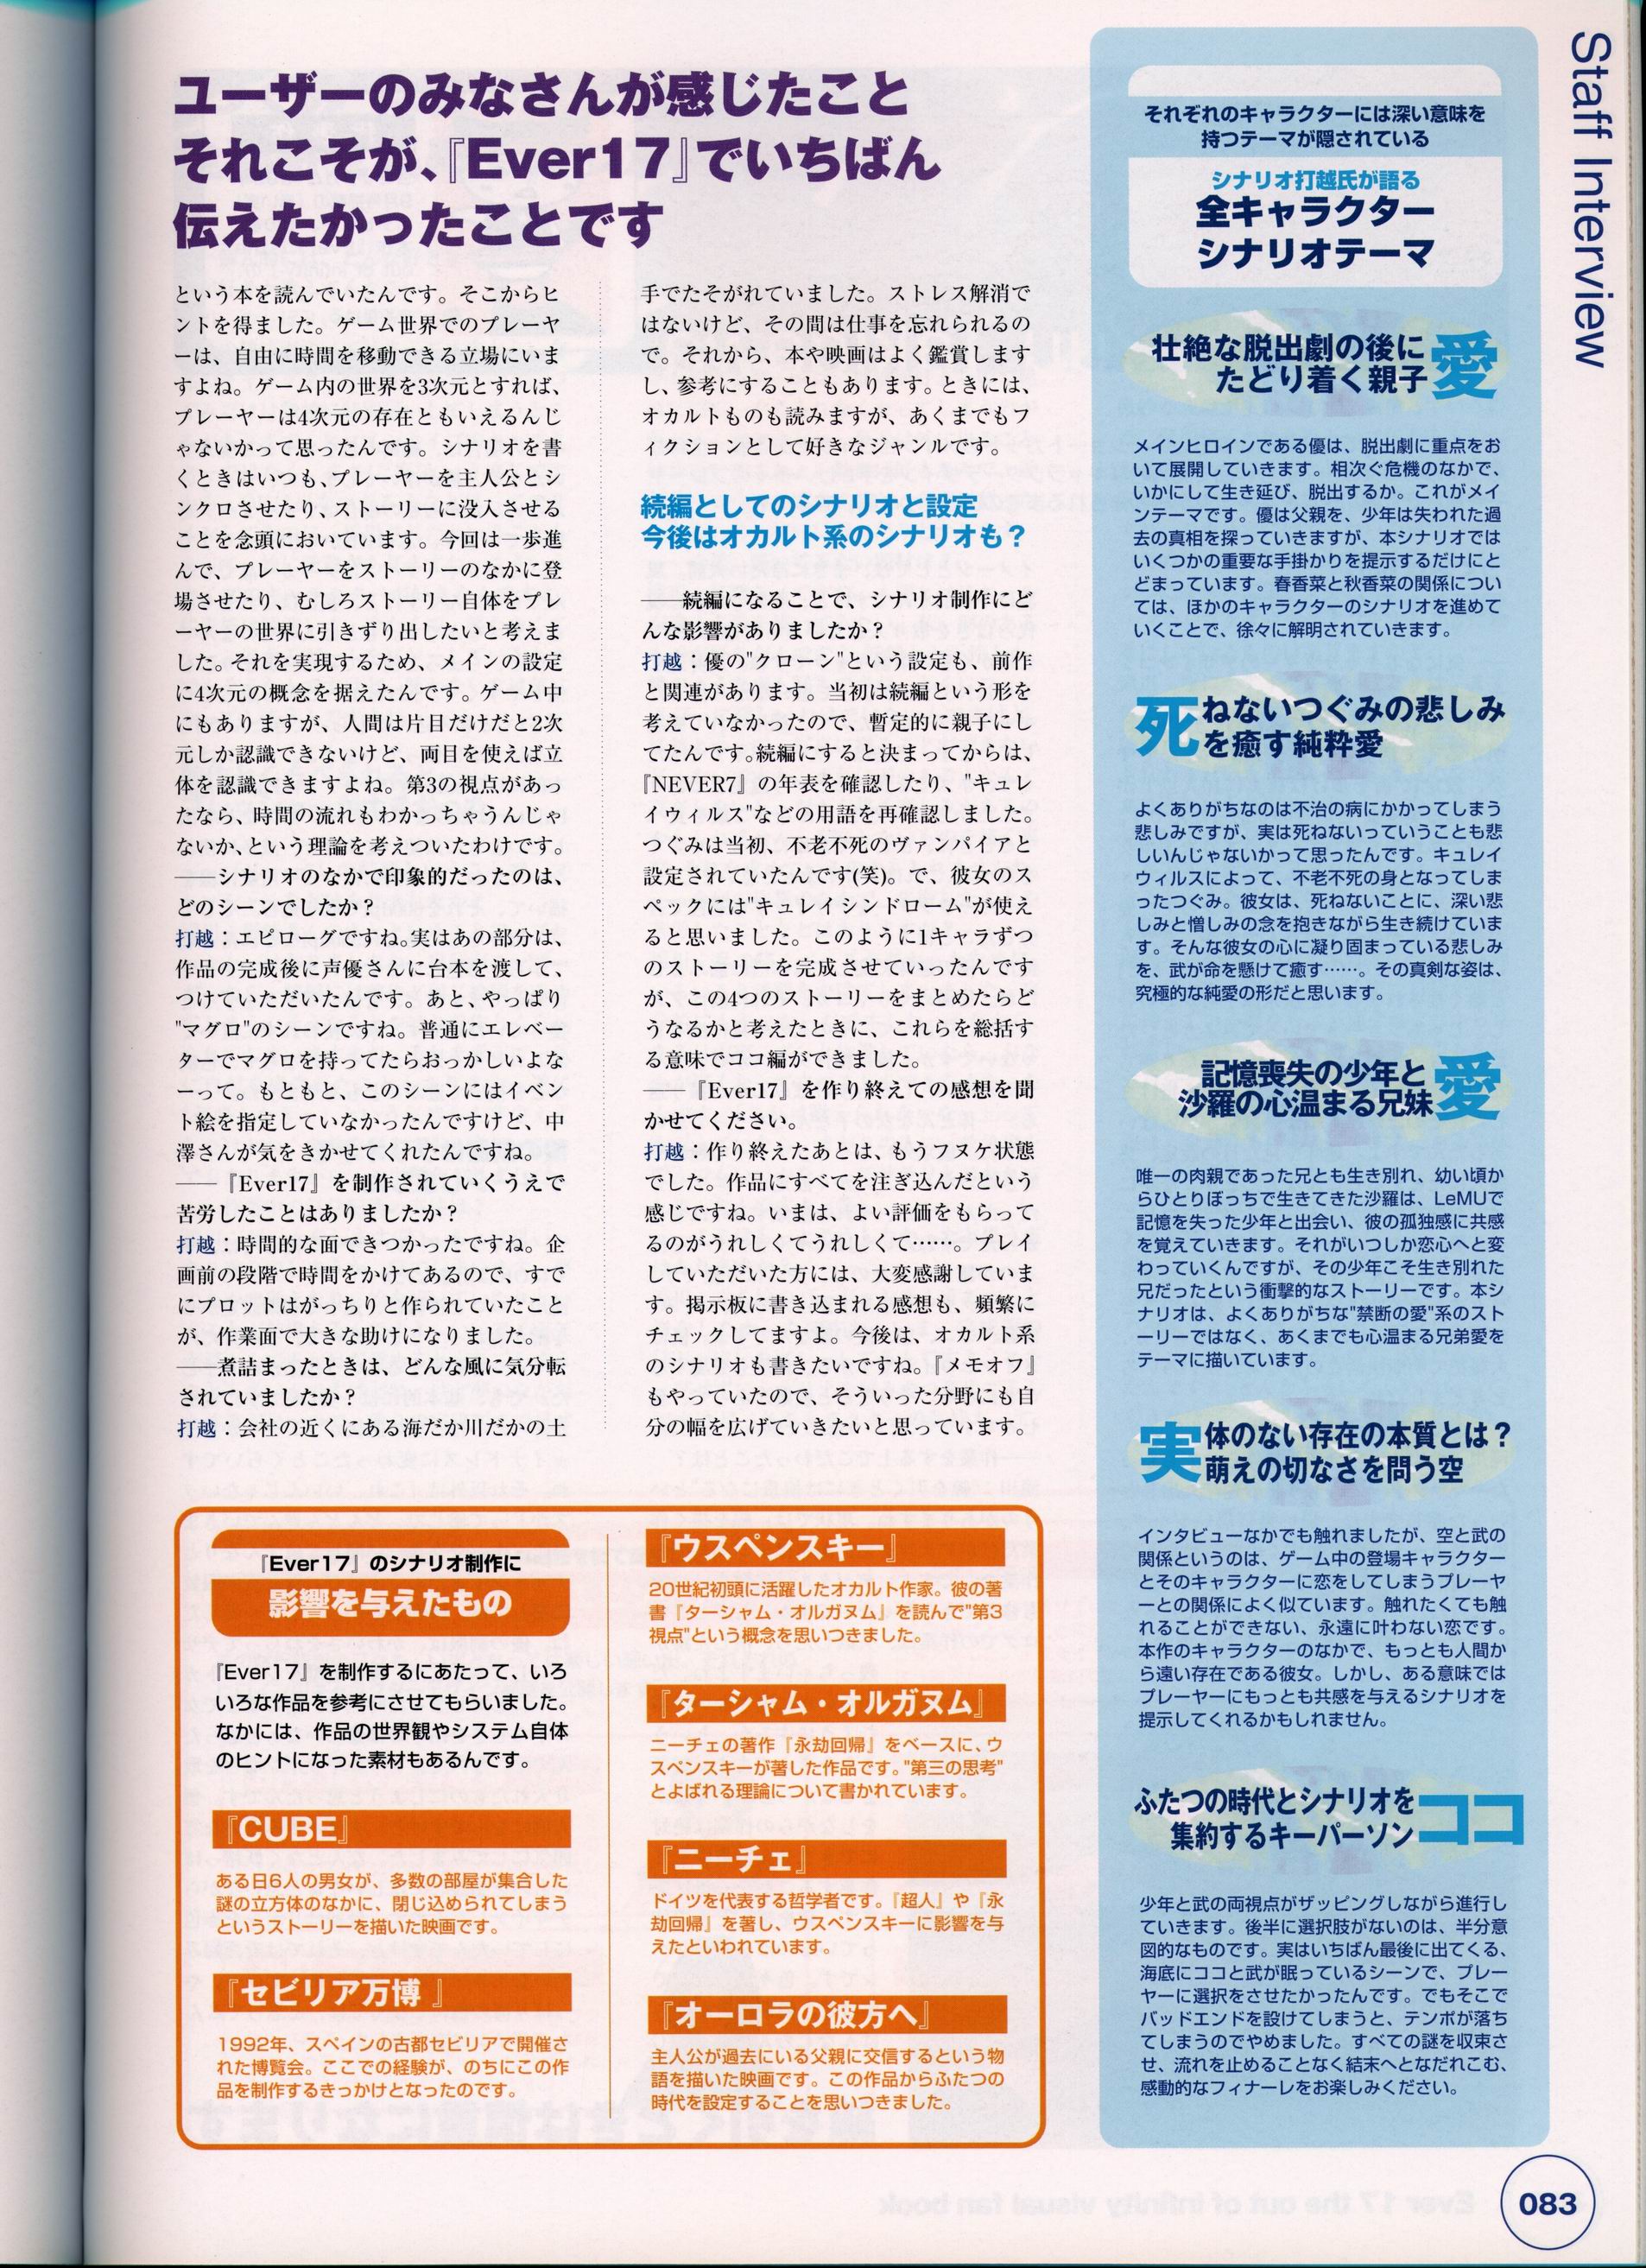 Staff Interview
ユーザーのみなさんが感じたこと
それこそが、『Ever17』でいちばん
伝えたかったことです
という本を読んでいたんです。そこからヒ
ントを得ました。ゲーム世界でのプレーヤ
ーは、自由に時間を移動できる立場にいま
すよね。ゲーム内の世界を3次元とすれば、
プレーヤーは4次元の存在ともいえるんじ
ゃないかって思ったんです。シナリオを書
くときはいつも、プレーヤーを主人公とシ
ンクロさせたり、ストーリーに没入させる
ことを念頭においています。今回は一歩進
んで、プレーヤーをストーリーのなかに登
場させたり、むしろストーリー自体をプレ
ーヤーの世界に引きずり出したいと考えま
した。それを実現するため、メインの設定
に4次元の概念を据えたんです。ゲーム中
にもありますが、人間は片目だけだと2次
元しか認識できないけど、両目を使えば立
体を認識できますよね。第3の視点があっ
たなら、時間の流れもわかっちゃうんじゃ
ないか、という理論を考えついたわけです。
――シナリオのなかで印象的だったのは、
どのシーンでしたか？
打越：エピローグですね。実はあの部分は、
作品の完成後に声優さんに台本を渡して、
つけていただいたんです。あと、やっぱり
"マグロ"のシーンですね。普通にエレベー
ターでマグロを持ってたらおっかしいよな
ーって。もともと、このシーンにはイベン
ト絵を指定していなかったんですけど、中
澤さんが気をきかせてくれたんですね。
――『Ever17』を制作されていくうえで
苦労したことはありましたか？
打越：時間的な面できつかったですね。企
画前の段階で時間をかけてあるので、すで
にプロットはがっちりと作られていたこと
が、作業面で大きな助けになりました。
――煮詰まったときは、どんな風に気分転
されていましたか？
打越：会社の近くにある海だか川だかの土
手でたそがれていました。ストレス解消で
はないけど、その間は仕事を忘れられるの
で。それから、本や映画はよく鑑賞します
し、参考にすることもあります。ときには、
オカルトものも読みますが、あくまでもフ
ィクションとして好きなジャンルです。
続編としてのシナリオと設定
今後はオカルト系のシナリオも？
――続編になることで、シナリオ制作にど
んな影響がありましたか？
打越：優の"クローン"という設定も、前作
と関連があります。当初は続編という形を
考えていなかったので、暫定的に親子にし
てたんです。続編にすると決まってからは、
『NEVER7』の年表を確認したり、"キュレ
イウィルス"などの用語を再確認しました。
つぐみは当初、不老不死のヴァンパイアと
設定されていたんです(笑)。で、彼女のス
ペックには"キュレイシンドローム"が使え
ると思いました。このように1キャラずつ
のストーリーを完成させていったんです
が、この4つのストーリーをまとめたらど
うなるかと考えたときに、これらを総括す
る意味でココ編ができました。
――『Ever17』を作り終えての感想を聞
かせてください。
打越：作り終えたあとは、もうフヌケ状態
でした。作品にすべてを注ぎ込んだという
感じですね。いまは、よい評価をもらって
るのがうれしくてうれしくて……。プレイ
していただいた方には、大変感謝していま
す。掲示板に書き込まれる感想も、頻繁に
チェックしてますよ。今後は、オカルト系
のシナリオも書きたいですね。『メモオフ』
もやっていたので、そういった分野にも自
分の幅を広げていきたいと思っています。
『Ever17』のシナリオ制作に
影響を与えたもの
『Ever17』を制作するにあたって、いろ
いろな作品を参考にさせてもらいました。
なかには、作品の世界観やシステム自体
のヒントになった素材もあるんです。
『CUBE』
ある日6人の男女が、多数の部屋が集合した
謎の立方体のなかに、閉じ込められてしまう
というストーリーを描いた映画です。
『セビリア万博』
1992年、スペインの古都セビリアで開催さ
れた博覧会。ここでの経験が、のちにこの作
品を制作するきっかけとなったのです。
『ウスペンスキー』
20世紀初頭に活躍したオカルト作家。彼の著
書『ターシャム・オルガヌム』を読んで"第3
視点"という概念を思いつきました。
『ターシャム・オルガヌム』
ニーチェの著作『永劫回帰』をベースに、ウ
スペンスキーが著した作品です。"第三の思考"
とよばれる理論について書かれています。
『ニーチェ』
ドイツを代表する哲学者です。『超人』や『永
劫回帰』を著し、ウスペンスキーに影響を与
えたといわれています。
『オーロラの彼方へ』
主人公が過去にいる父親に交信するという物
語を描いた映画です。この作品からふたつの
時代を設定することを思いつきました。
それぞれのキャラクターには深い意味を
持つテーマが隠されている
シナリオ打越氏が語る
全キャラクター
シナリオテーマ
壮絶な脱出劇の後に
たどり着く親子愛
メインヒロインである優は、脱出劇に重点をお
いて展開していきます。相次ぐ危機のなかで、
いかにして生き延び、脱出するか。これがメイ
ンテーマです。優は父親を、少年は失われた過
去の真相を探っていきますが、本シナリオでは
いくつかの重要な手掛かりを提示するだけにと
どまっています。春香菜と秋香菜の関係につい
ては、ほかのキャラクターのシナリオを進めて
いくことで、徐々に解明されていきます。
死ねないつぐみの悲しみ
を癒す純粋愛
よくありがちなのは不治の病にかかってしまう
悲しみですが、実は死ねないっていうことも悲
しいんじゃないかって思ったんです。キュレイ
ウィルスによって、不老不死の身となってしま
ったつぐみ。彼女は、死ねないことに、深い悲
しみと憎しみの念を抱きながら生き続けていま
す。そんな彼女の心に凝り固まっている悲しみ
を、武が命を懸けて癒す……。その真剣な姿は、
究極的な純愛の形だと思います。
記憶喪失の少年と
沙羅の心温まる兄妹愛
唯一の肉親であった兄とも生き別れ、幼い頃か
らひとりぼっちで生きてきた沙羅は、LeMUで
記憶を失った少年と出会い、彼の孤独感に共感
を覚えていきます。それがいつしか恋心へと変
わっていくんですが、その少年こそ生き別れた
兄だったという衝撃的なストーリーです。本シ
ナリオは、よくありがちな"禁断の愛"系のスト
ーリーではなく、あくまでも心温まる兄弟愛を
テーマに描いています。
実体のない存在の本質とは？
萌えの切なさを問う空
インタビューなかでも触れましたが、空と武の
関係というのは、ゲーム中の登場キャラクター
とそのキャラクターに恋をしてしまうプレーヤ
ーとの関係によく似ています。触れたくても触
れることができない、永遠に叶わない恋です。
本作のキャラクターのなかで、もっとも人間か
ら遠い存在である彼女。しかし、ある意味では
プレーヤーにもっとも共感を与えるシナリオを
提示してくれるかもしれません。
ふたつの時代とシナリオを
集約するキーパーソンココ
少年と武の両視点がザッピングしながら進行し
ていきます。後半に選択肢がないのは、半分意
図的なものです。実はいちばん最後に出てくる、
海底にココと武が眠っているシーンで、プレー
ヤーに選択をさせたかったんです。でもそこで
バッドエンドを設けてしまうと、テンポが落ち
てしまうのでやめました。すべての謎を収束さ
せ、流れを止めることなく結末へとなだれこむ、
感動的なフィナーレをお楽しみください。
083